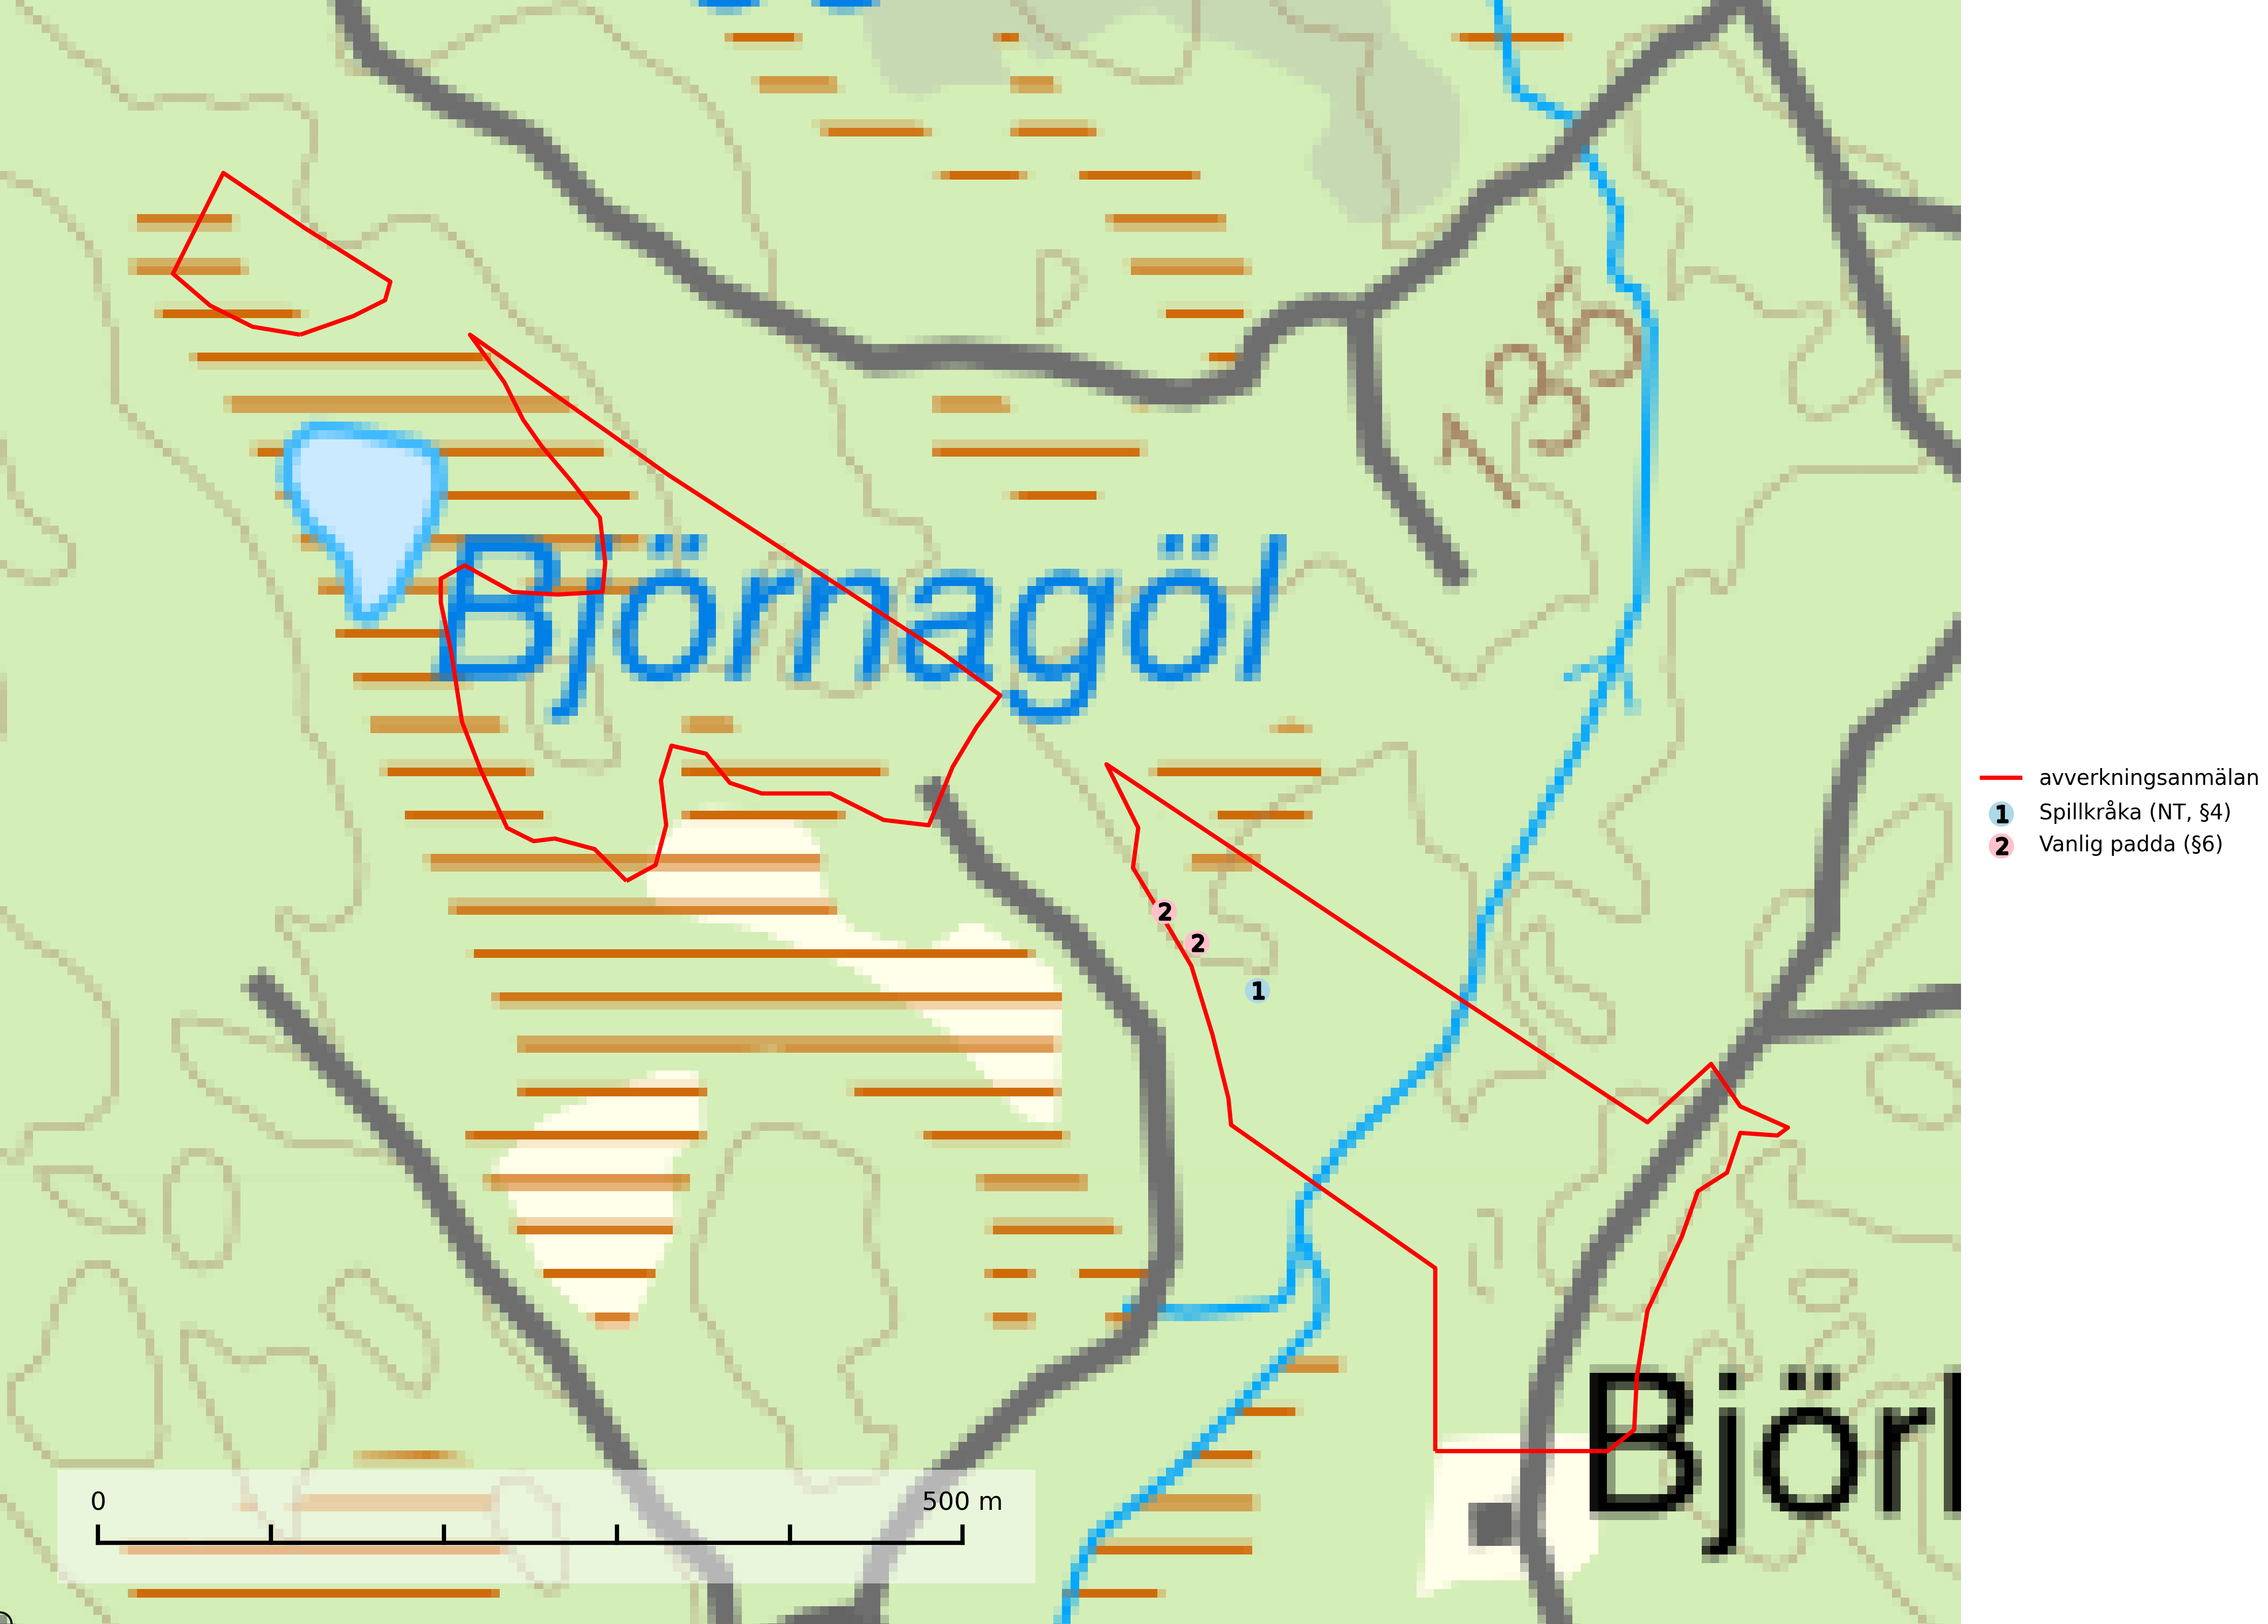 135
Björnagöl
avverkningsanmälan
1 Spillkråka (NT, §4)
2 Vanlig padda (§6)
2
2
1
Björl
0 500 m